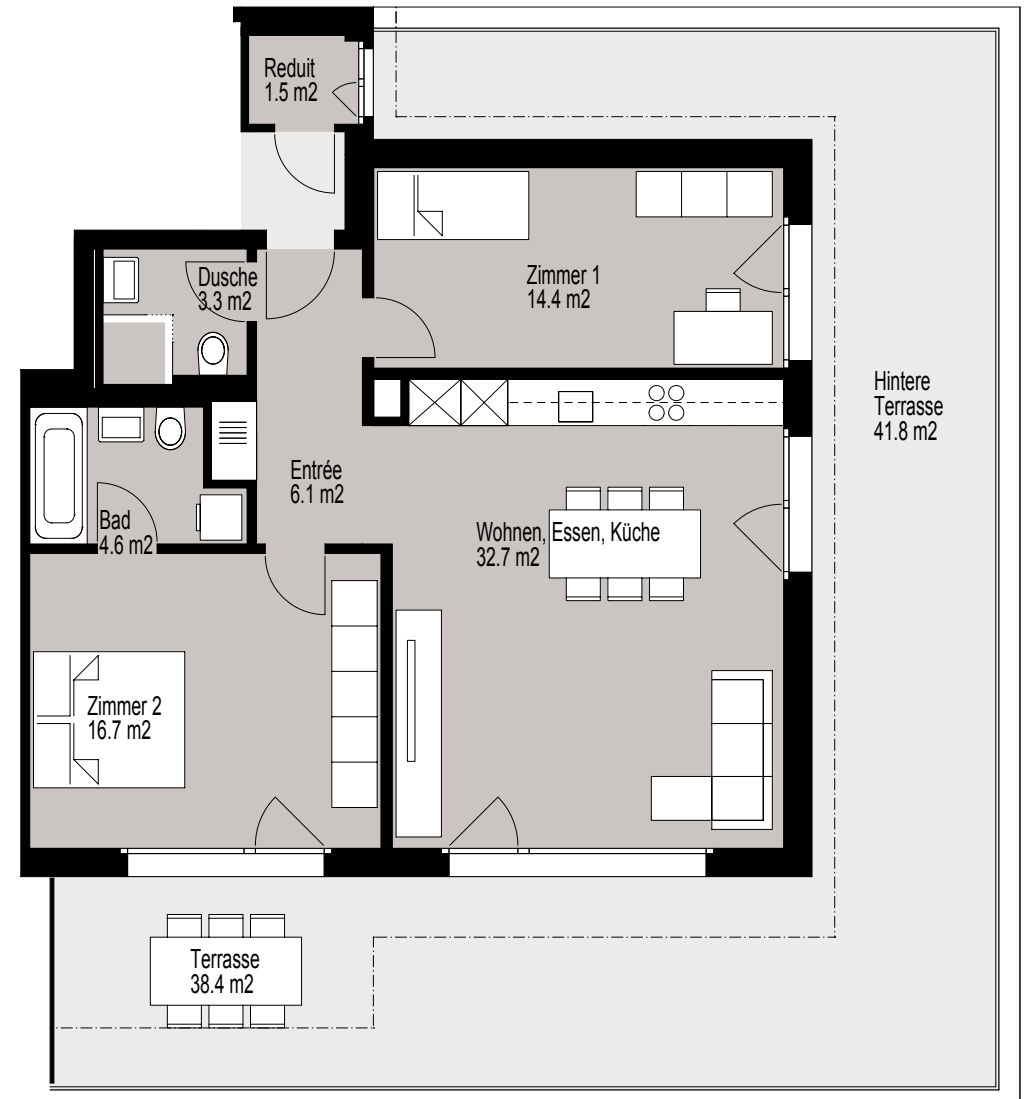 Reduit
1.5 m2
Dusche
3.3 m2
Zimmer 1
14.4 m2
Hintere
Terrasse
41.8 m2
Entrée
6.1 m2
Bad
4.6 m2
Wohnen, Essen, Küche
32.7 m2
Zimmer 2
16.7 m2
Terrasse
38.4 m2